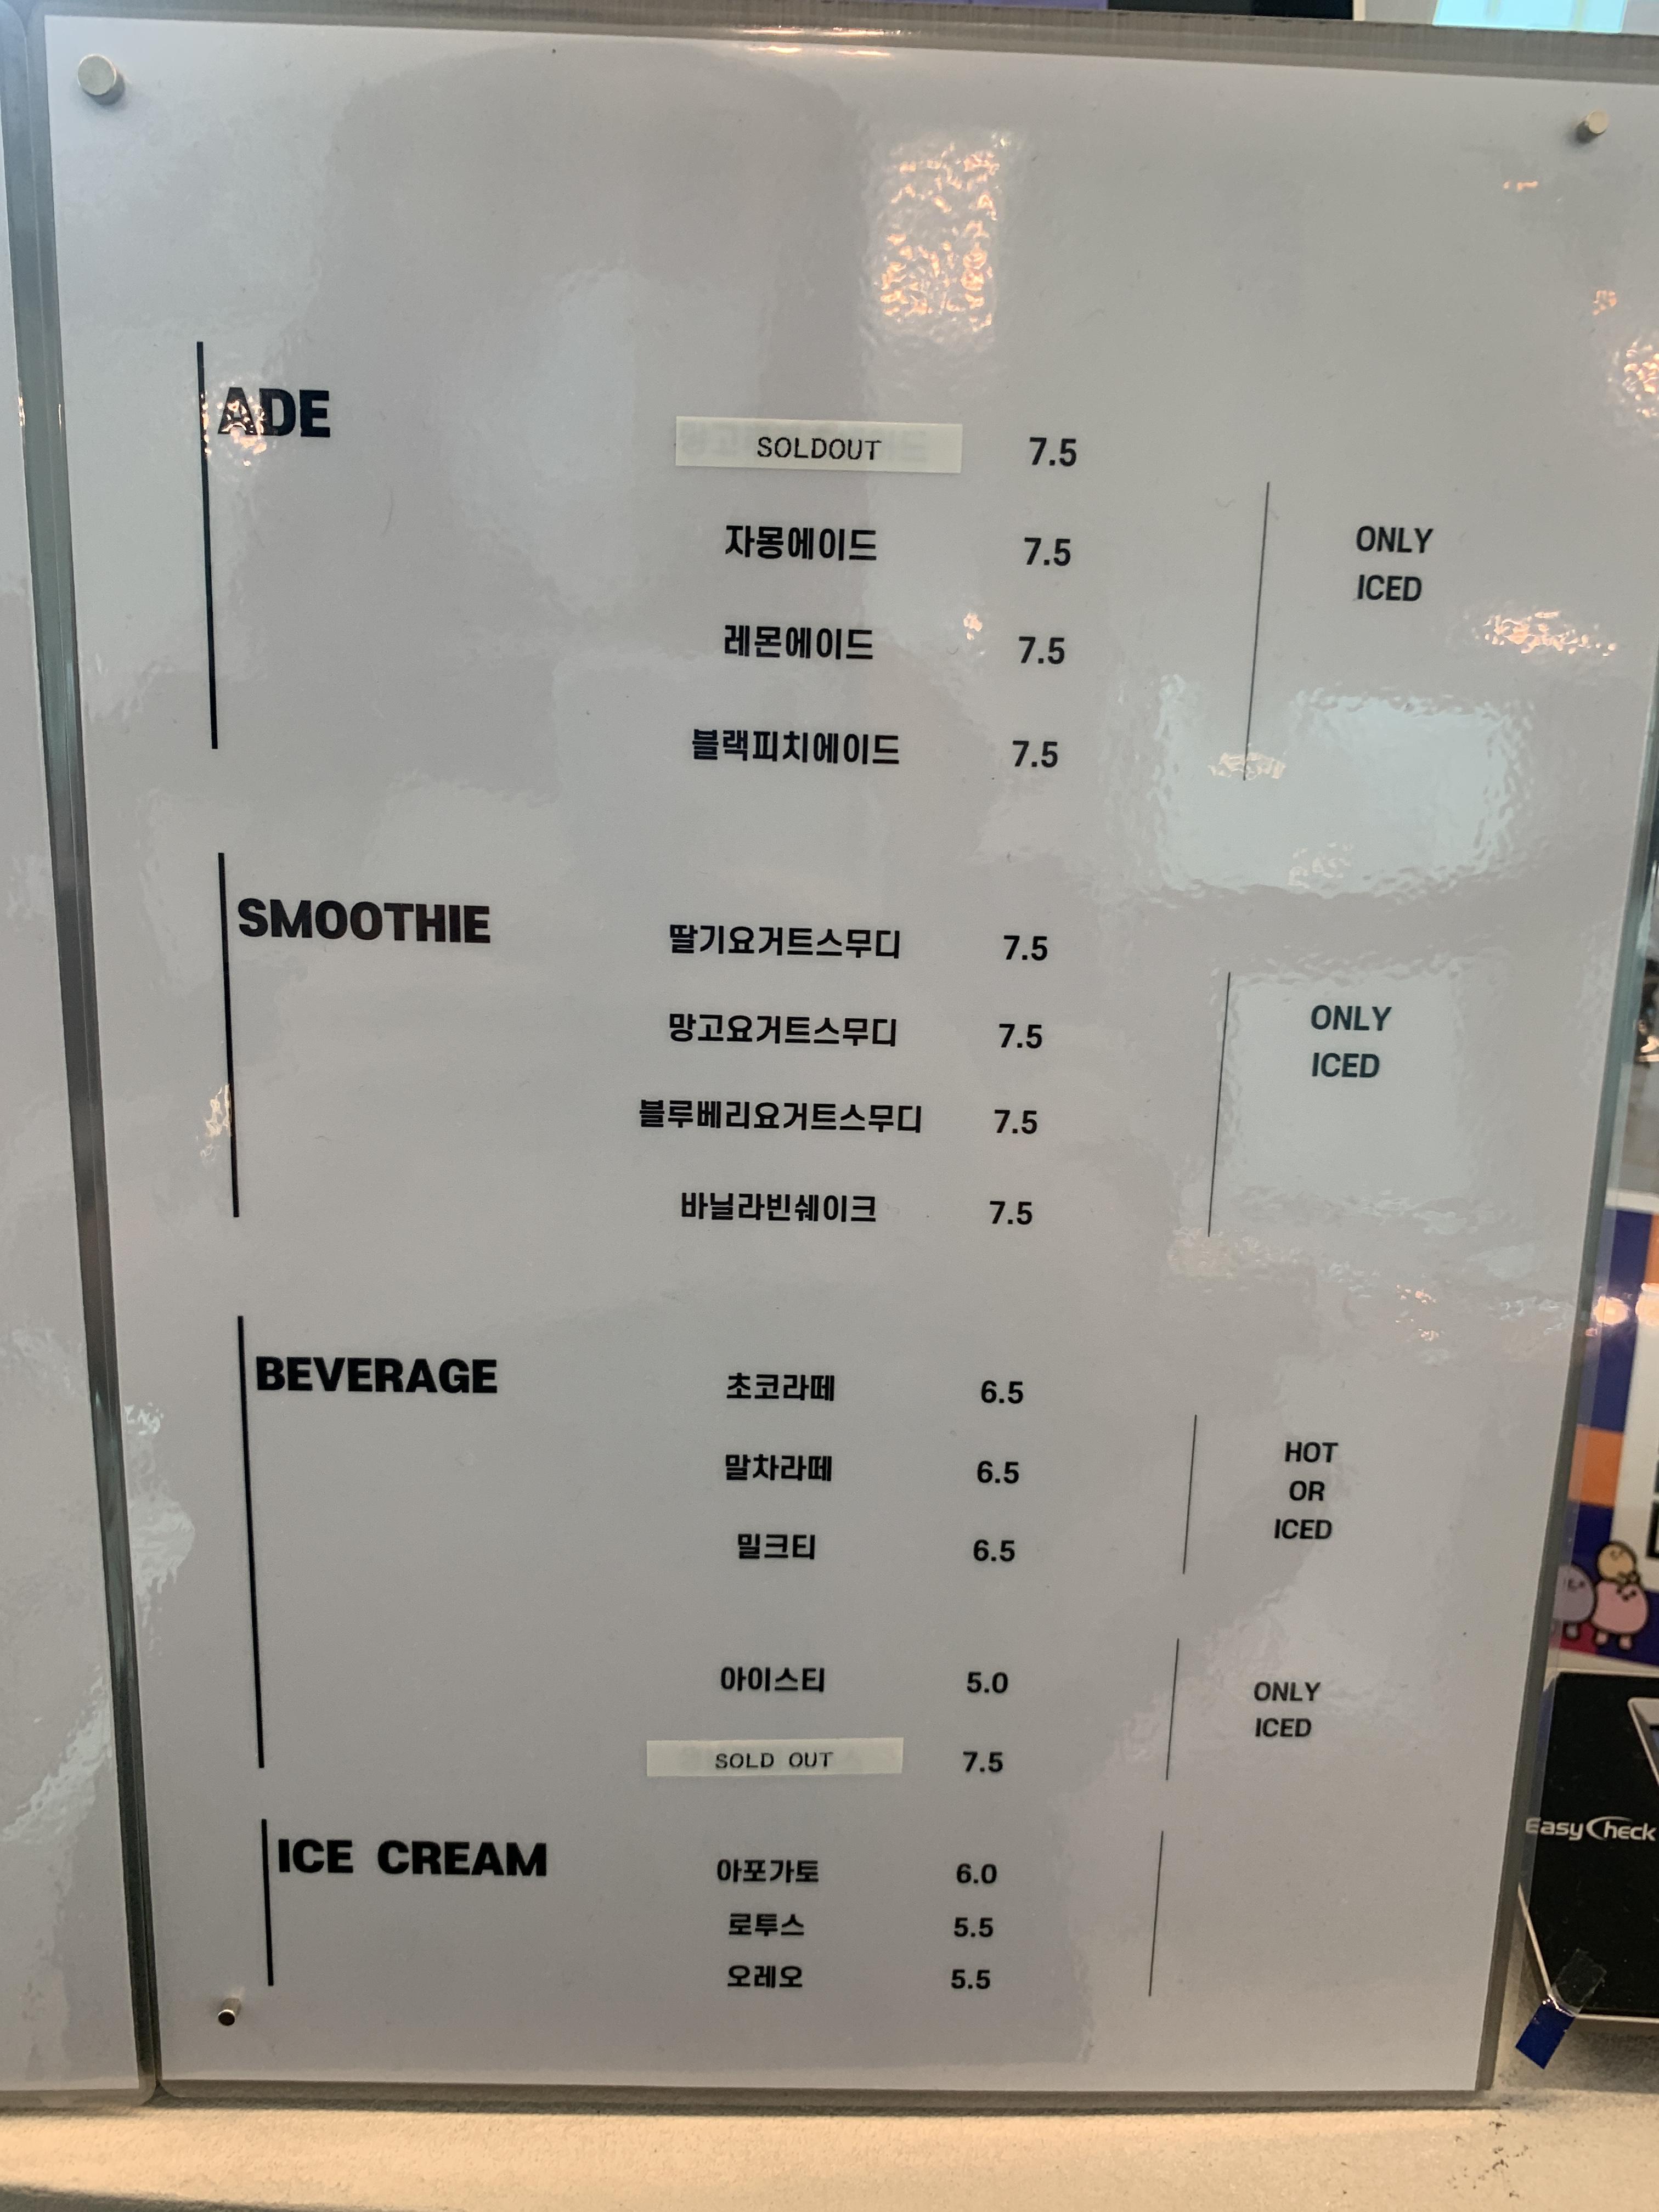 ADE
SOLDOUT 7.5
자몽에이드 7.5
ONLY
ICED
레몬에이드 7.5
블랙피치에이드 7.5
SMOOTHIE
딸기요거트스무디 7.5
망고요거트스무디 7.5
ONLY
ICED
블루베리요거트스무디 7.5
바닐라빈쉐이크 7.5
BEVERAGE
초코라떼 6.5
말차라떼 6.5
밀크티 6.5
HOT
OR
ICED
아이스티 5.0
SOLD OUT 7.5
ONLY
ICED
ICE CREAM
아포가토 6.0
로투스 5.5
오레오 5.5
EasyCheck